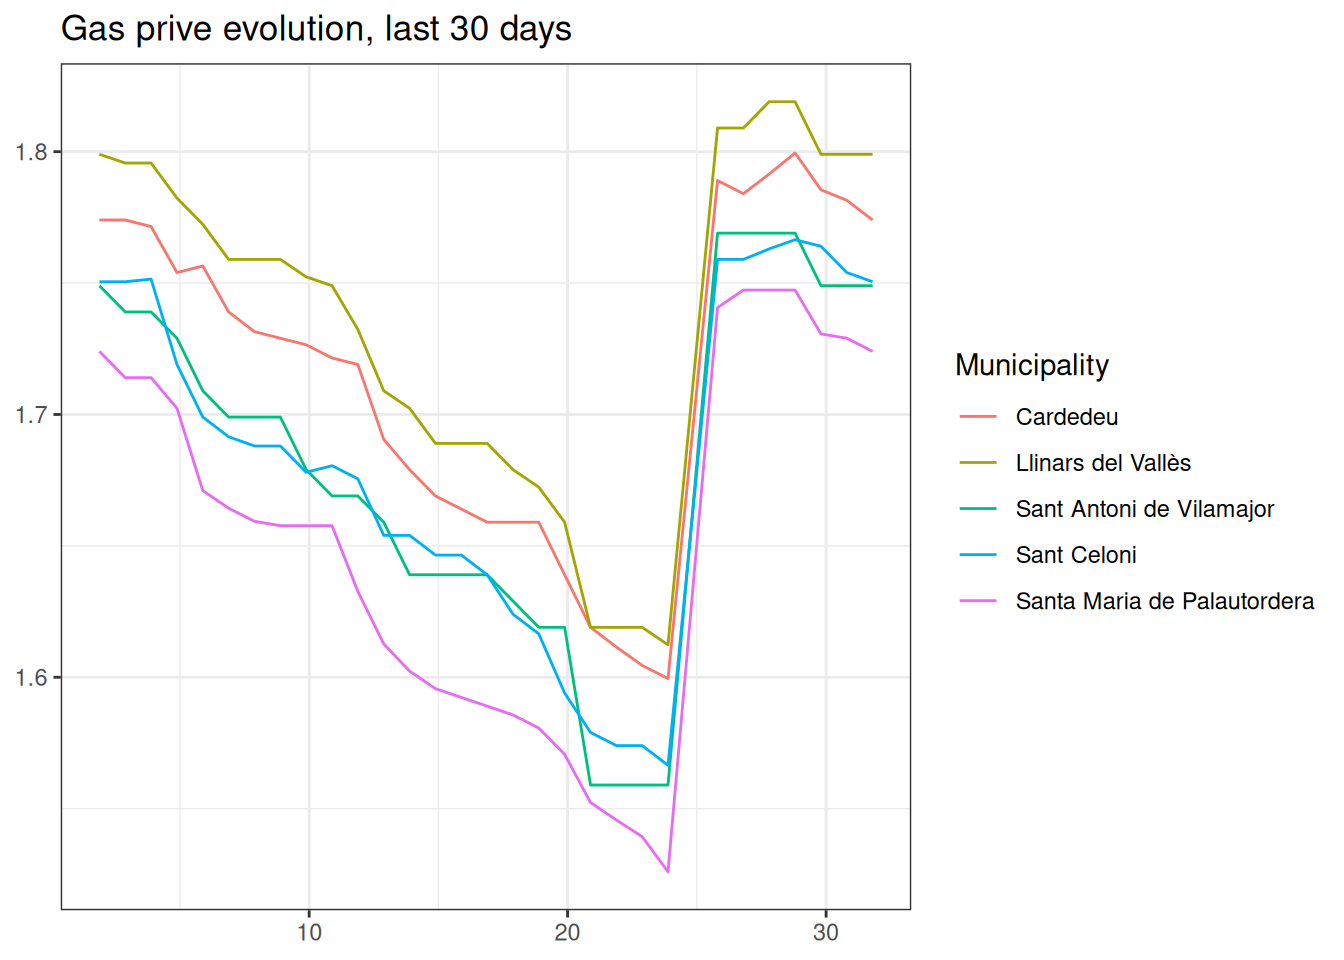 Gas prive evolution, last 30 days
1.8
1.7
1.6
10 20 30
Municipality
Cardedeu
Llinars del Vallès
Sant Antoni de Vilamajor
Sant Celoni
Santa Maria de Palautordera